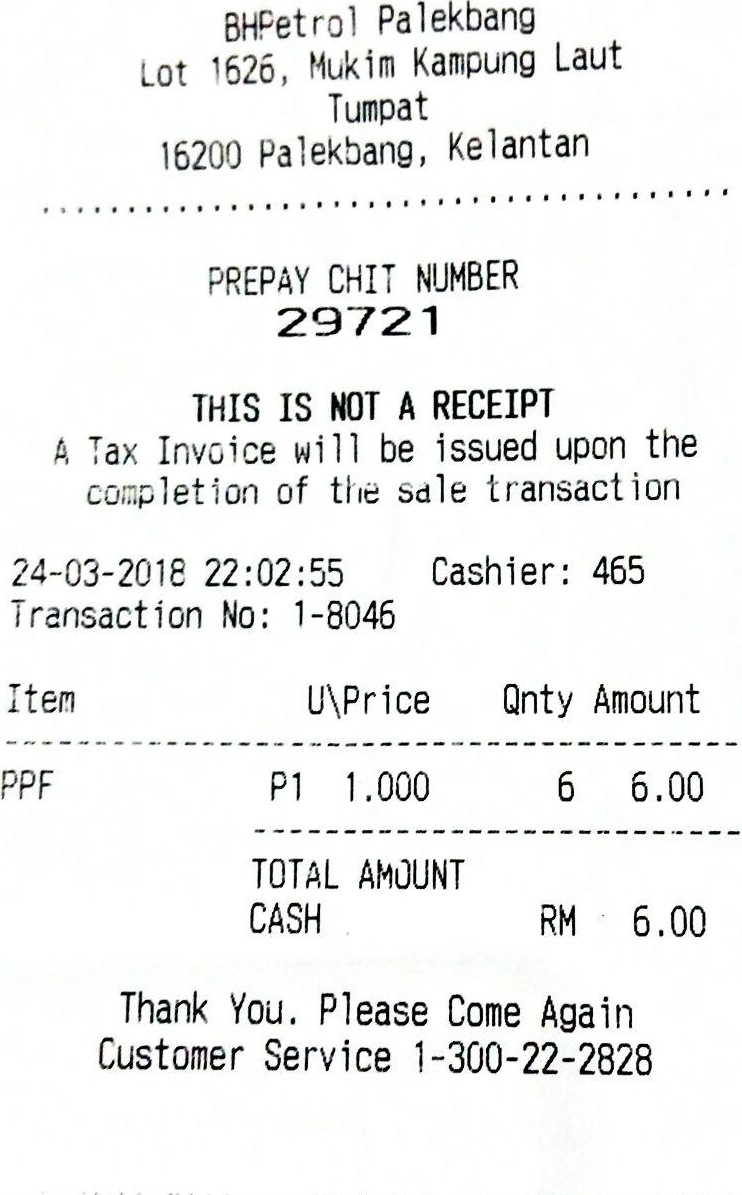 BHPetrol Palekbang
Lot 1626, Mukim Kampung Laut
Tumpat
16200 Palekbang, Kelantan
........................................
PREPAY CHIT NUMBER
29721
THIS IS NOT A RECEIPT
A Tax Invoice will be issued upon the
completion of the sale transaction
24-03-2018 22:02:55 Cashier: 465
Transaction No: 1-8046
Item U\Price Qnty Amount
----------------------------------------
PPF P1 1.000 6 6.00
---------------------------
TOTAL AMOUNT
CASH RM 6.00
Thank You. Please Come Again
Customer Service 1-300-22-2828